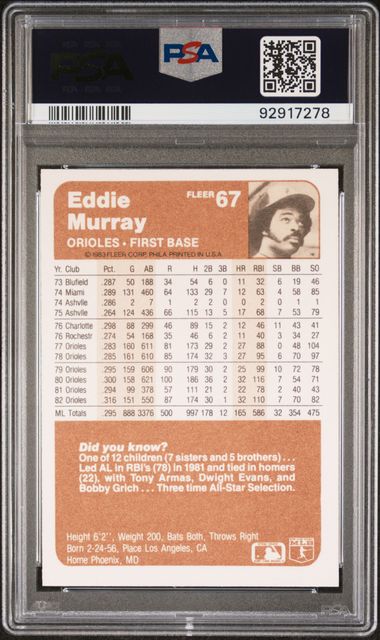 PSA
PSA
92917278
Eddie
Murray
FLEER 67
ORIOLES • FIRST BASE
© 1983 FLEER CORP. PHILA. PRINTED IN U.S.A.
Yr. Club Pct. G AB R H 2B 3B HR RBI SB BB SO
73 Blufield .287 50 188 34 54 6 0 11 32 6 19 46
74 Miami .289 131 460 64 133 29 7 12 63 4 58 85
74 Ashvlle .286 2 7 1 2 0 0 0 2 0 0 0
75 Ashvlle .264 124 436 66 115 13 5 17 68 7 53 79
76 Charlotte .298 88 299 46 89 15 2 12 46 11 43 41
76 Rochestr .274 54 168 35 46 6 2 11 40 3 34 27
77 Orioles .283 160 611 81 173 29 2 27 88 0 48 104
78 Orioles .285 161 610 85 174 32 3 27 95 6 70 97
79 Orioles .295 159 606 90 179 30 2 25 99 10 72 78
80 Orioles .300 158 621 100 186 36 2 32 116 7 54 71
81 Orioles .294 99 378 57 111 21 2 22 78 2 40 43
82 Orioles .316 151 550 87 174 30 1 32 110 7 70 82
ML Totals .295 888 3376 500 997 178 12 165 586 32 354 475
Did you know?
One of 12 children (7 sisters and 5 brothers)...
Led AL in RBI's (78) in 1981 and tied in homers
(22), with Tony Armas, Dwight Evans, and
Bobby Grich... Three time All-Star Selection.
Height 6'2'', Weight 200, Bats Both, Throws Right
Born 2-24-56, Place Los Angeles, CA
Home Phoenix, MD
PSA